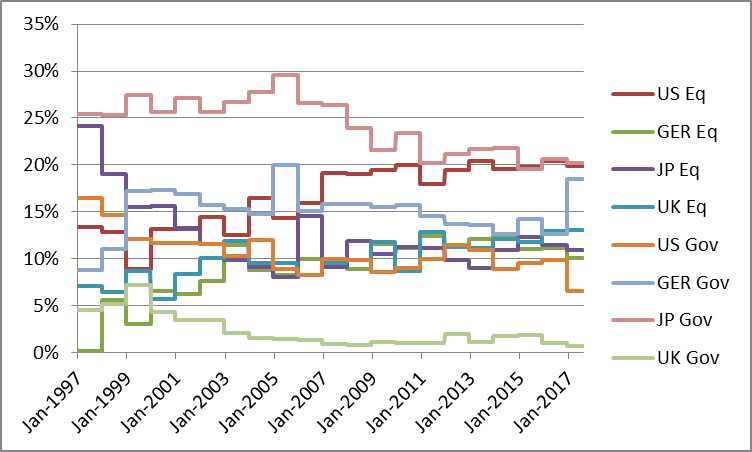 35%
30%
25%
20%
15%
10%
5%
0%
Jan-1997
Jan-1999
Jan-2001
Jan-2003
Jan-2005
Jan-2007
Jan-2009
Jan-2011
Jan-2013
Jan-2015
Jan-2017
US Eq
GER Eq
JP Eq
UK Eq
US Gov
GER Gov
JP Gov
UK Gov